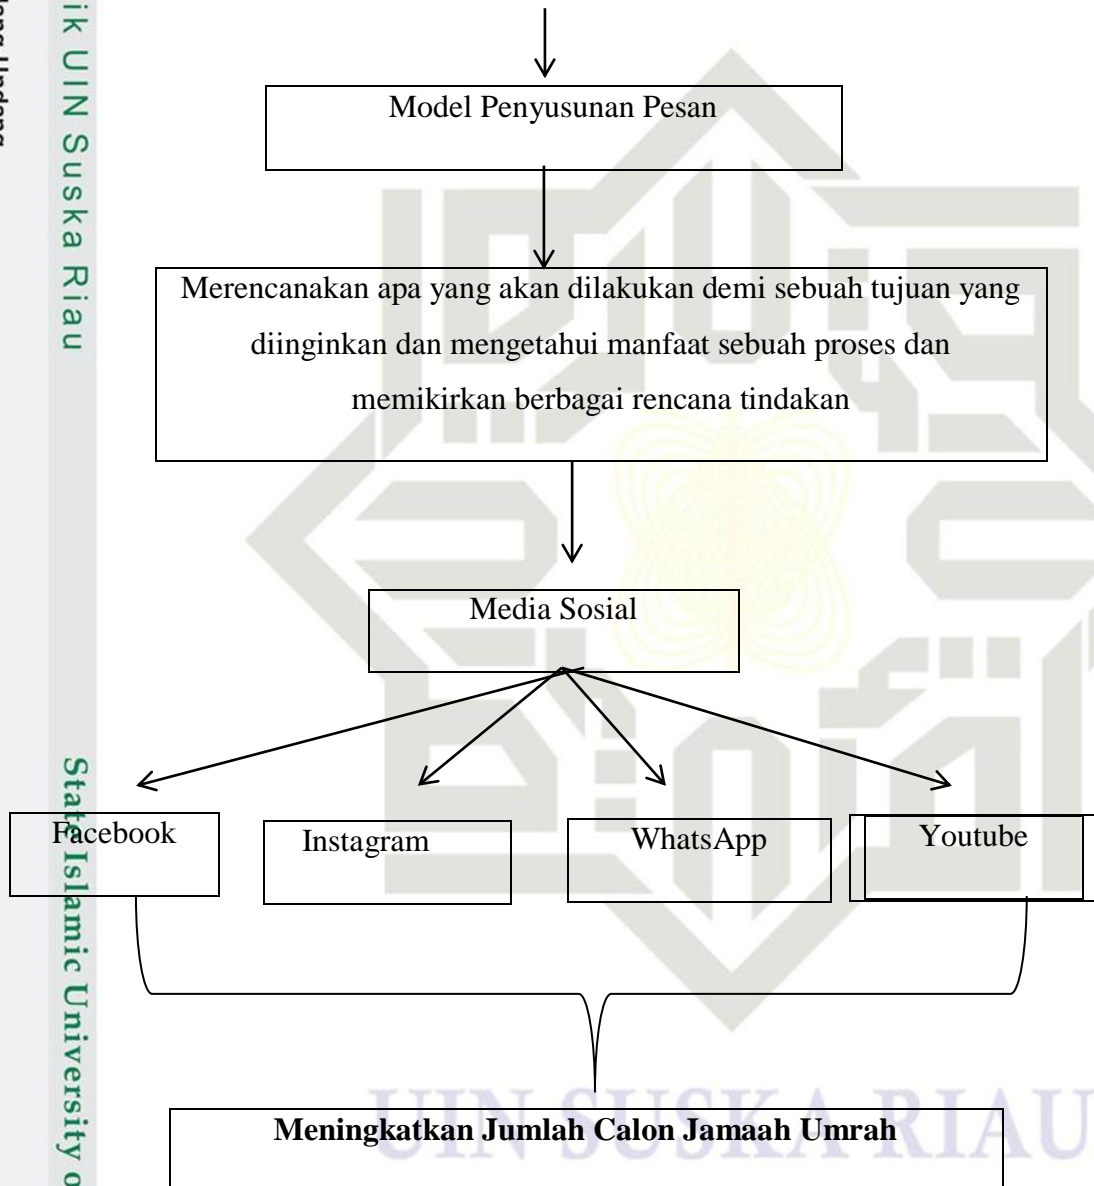 Model Penyusunan Pesan
Merencanakan apa yang akan dilakukan demi sebuah tujuan yang
diinginkan dan mengetahui manfaat sebuah proses dan
memikirkan berbagai rencana tindakan
Media Sosial
Facebook
Instagram
WhatsApp
Youtube
Meningkatkan Jumlah Calon Jamaah Umrah
UIN SUSKA RIAU
ik UIN Suska Riau
State Islamic University o